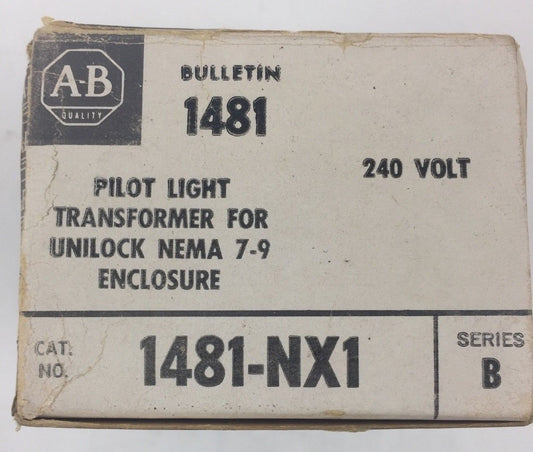 A-B
QUALITY
BULLETIN
1481
240 VOLT
PILOT LIGHT
TRANSFORMER FOR
UNILOCK NEMA 7-9
ENCLOSURE
CAT.
NO.
1481-NX1
SERIES
B